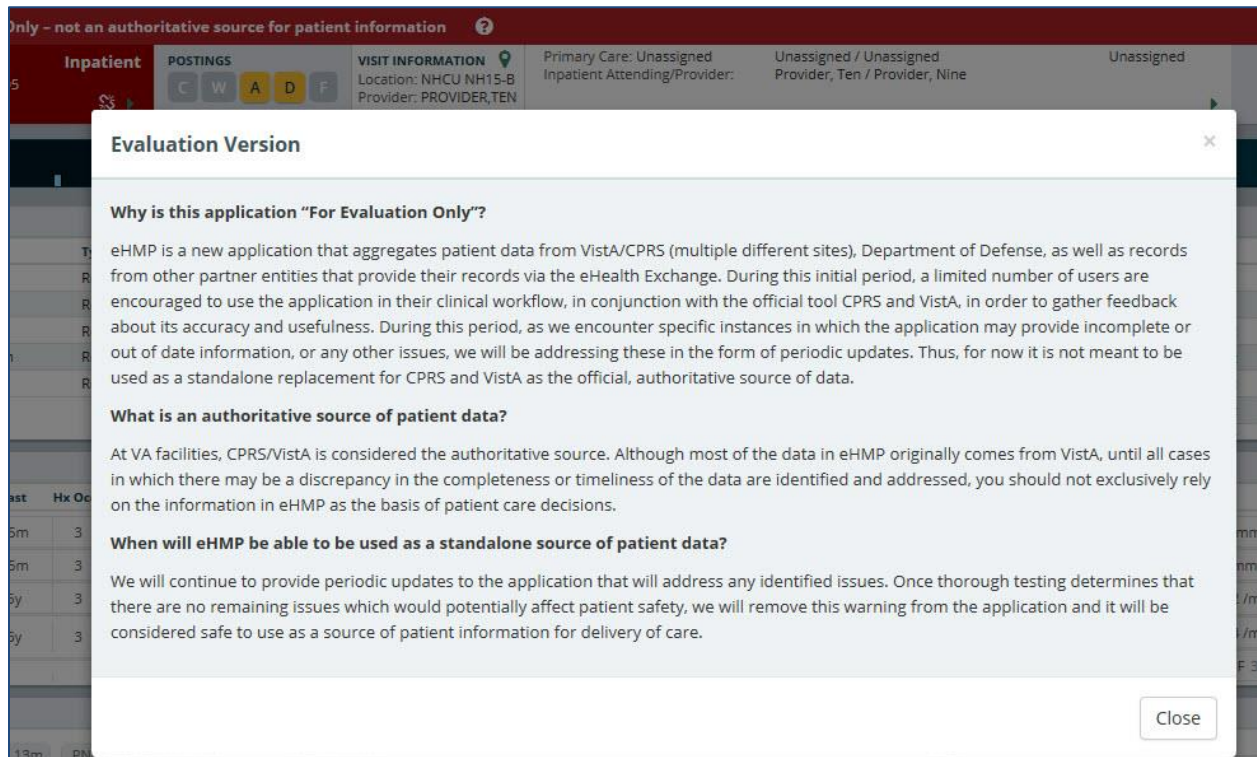 Only – not an authoritative source for patient information ?
Inpatient
5
POSTINGS
C W A D F
VISIT INFORMATION
Location: NHCU NH15-B
Provider: PROVIDER,TEN
Primary Care: Unassigned
Inpatient Attending/Provider:
Unassigned / Unassigned
Provider, Ten / Provider, Nine
Unassigned
Evaluation Version
×
Why is this application “For Evaluation Only”?
eHMP is a new application that aggregates patient data from VistA/CPRS (multiple different sites), Department of Defense, as well as records
from other partner entities that provide their records via the eHealth Exchange. During this initial period, a limited number of users are
encouraged to use the application in their clinical workflow, in conjunction with the official tool CPRS and VistA, in order to gather feedback
about its accuracy and usefulness. During this period, as we encounter specific instances in which the application may provide incomplete or
out of date information, or any other issues, we will be addressing these in the form of periodic updates. Thus, for now it is not meant to be
used as a standalone replacement for CPRS and VistA as the official, authoritative source of data.
What is an authoritative source of patient data?
At VA facilities, CPRS/VistA is considered the authoritative source. Although most of the data in eHMP originally comes from VistA, until all cases
in which there may be a discrepancy in the completeness or timeliness of the data are identified and addressed, you should not exclusively rely
on the information in eHMP as the basis of patient care decisions.
When will eHMP be able to be used as a standalone source of patient data?
We will continue to provide periodic updates to the application that will address any identified issues. Once thorough testing determines that
there are no remaining issues which would potentially affect patient safety, we will remove this warning from the application and it will be
considered safe to use as a source of patient information for delivery of care.
Close
ast Hx Oc
3
3
3
3
13m